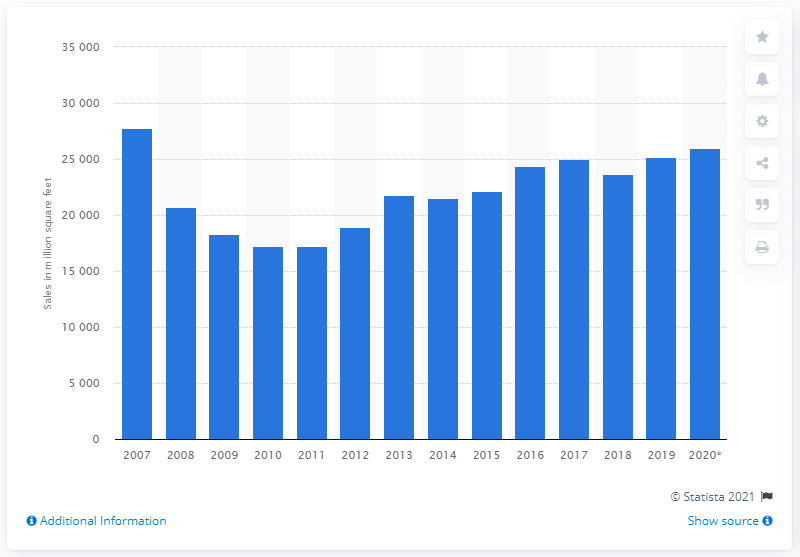 35 000
30 000
25 000
20 000
15 000
10 000
5 000
0
Sales in million square feet
2007 2008 2009 2010 2011 2012 2013 2014 2015 2016 2017 2018 2019 2020*
© Statista 2021
Additional Information
Show source